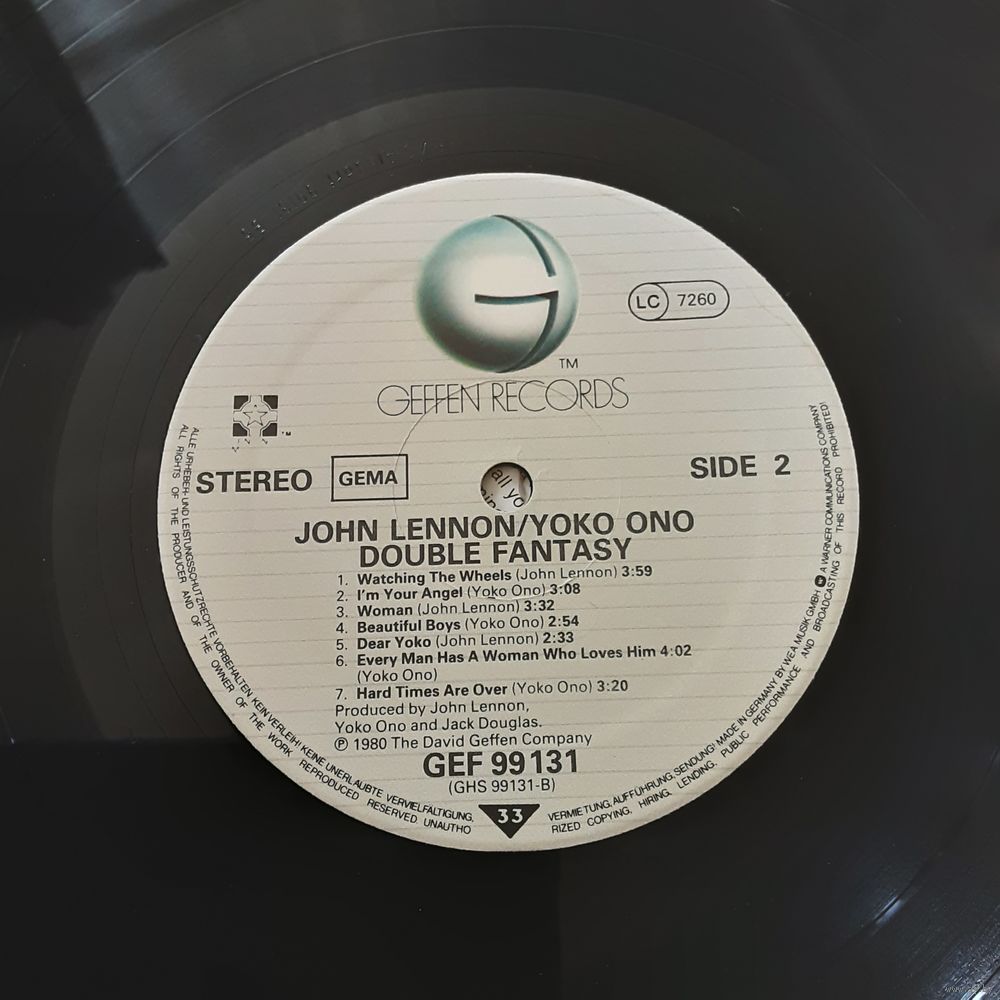 LC 7260
TM
GEFFEN RECORDS
STEREO GEMA
SIDE 2
all yo
JOHN LENNON/YOKO ONO
DOUBLE FANTASY
1. Watching The Wheels (John Lennon) 3:59
2. I'm Your Angel (Yoko Ono) 3:08
3. Woman (John Lennon) 3:32
4. Beautiful Boys (Yoko Ono) 2:54
5. Dear Yoko (John Lennon) 2:33
6. Every Man Has A Woman Who Loves Him 4:02
(Yoko Ono)
7. Hard Times Are Over (Yoko Ono) 3:20
Produced by John Lennon,
Yoko Ono and Jack Douglas.
℗ 1980 The David Geffen Company
GEF 99131
(GHS 99131-B)
33
ALLE URHEBER- UND LEISTUNGSSCHUTZRECHTE VORBEHALTEN KEIN VERLEIH! KEINE UNERLAUBTE VERVIELFÄLTIGUNG, VERMIETUNG, AUFFÜHRUNG, SENDUNG! MADE IN GERMANY BY WEA MUSIK GMBH A WARNER COMMUNICATIONS COMPANY
ALL RIGHTS OF THE PRODUCER AND OF THE OWNER OF THE WORK REPRODUCED RESERVED UNAUTHORIZED COPYING, HIRING, LENDING, PUBLIC PERFORMANCE AND BROADCASTING OF THIS RECORD PROHIBITED!